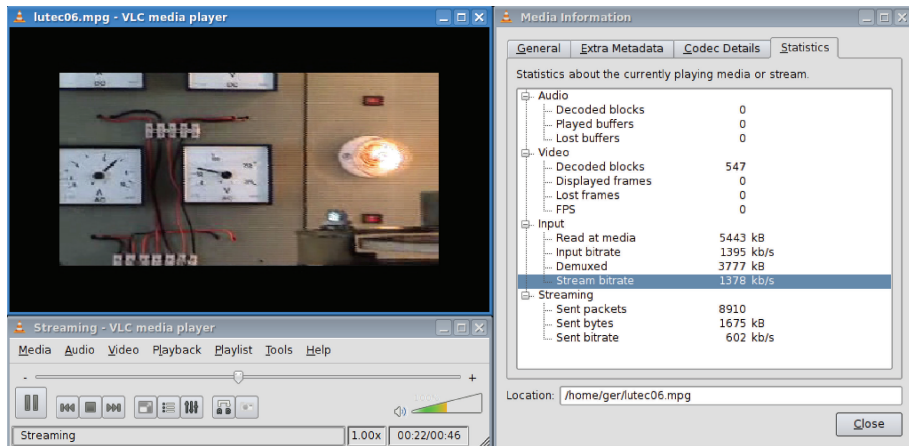 lutec06.mpg - VLC media player
Streaming - VLC media player
Media Audio Video Playback Playlist Tools Help
- +
Streaming 1.00x 00:22/00:46
Media Information
General Extra Metadata Codec Details Statistics
Statistics about the currently playing media or stream.
Audio
Decoded blocks 0
Played buffers 0
Lost buffers 0
Video
Decoded blocks 547
Displayed frames 0
Lost frames 0
FPS 0
Input
Read at media 5443 kB
Input bitrate 1395 kb/s
Demuxed 3777 kB
Stream bitrate 1378 kb/s
Streaming
Sent packets 8910
Sent bytes 1675 kB
Sent bitrate 602 kb/s
Location: /home/ger/lutec06.mpg
Close